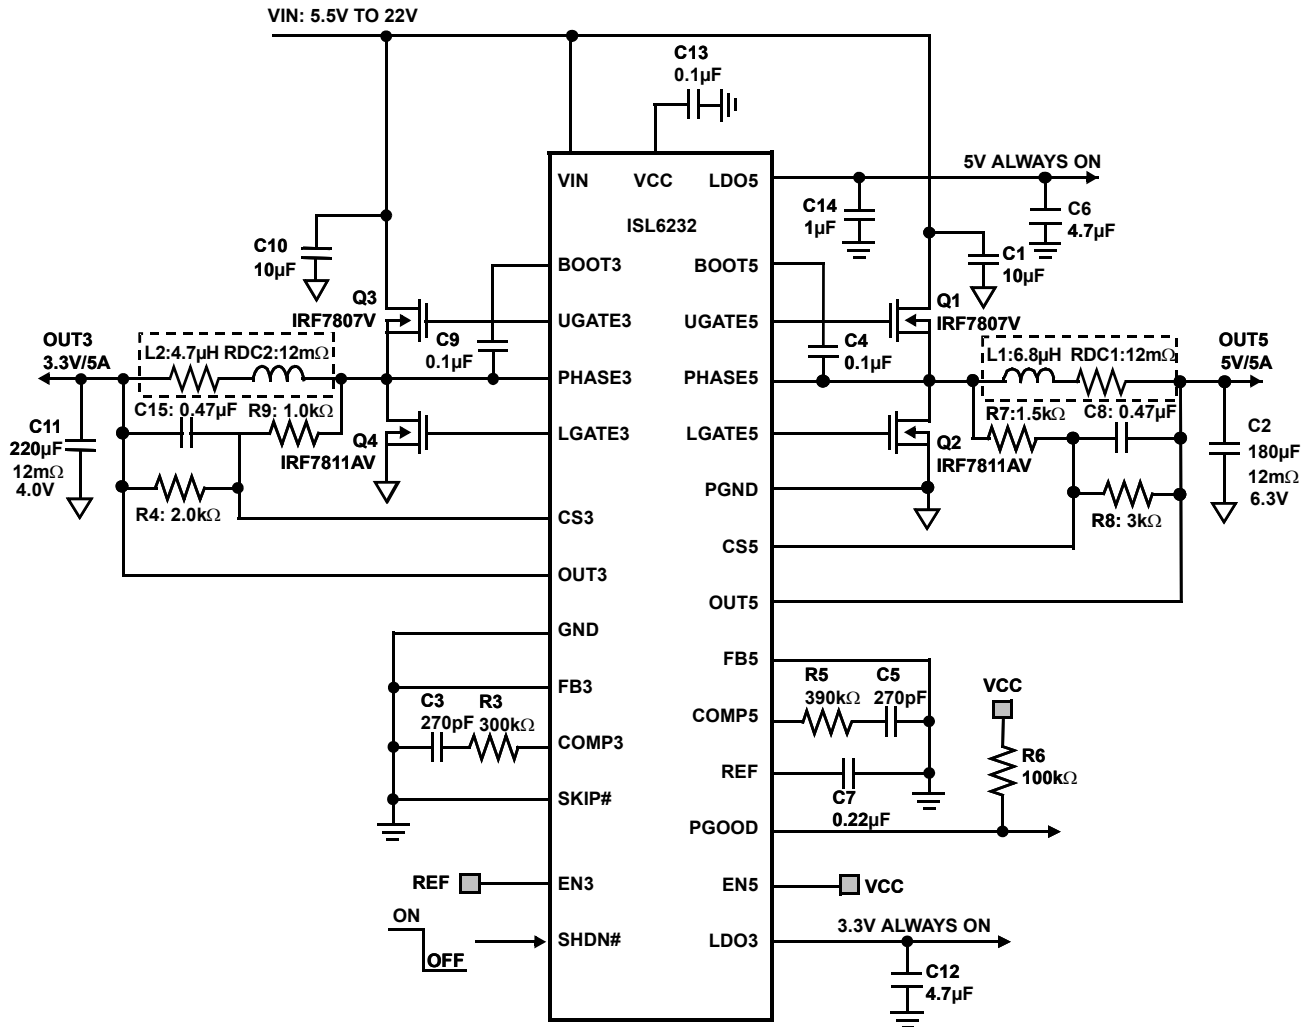 VIN: 5.5V TO 22V
C13
0.1µF
5V ALWAYS ON
VIN
VCC
LDO5
ISL6232
C14
1µF
C6
4.7µF
C10
10µF
BOOT3
BOOT5
C1
10µF
Q3
IRF7807V
C9
0.1µF
UGATE3
UGATE5
C4
0.1µF
Q1
IRF7807V
OUT3
3.3V/5A
L2:4.7µH RDC2:12mΩ
L1:6.8µH RDC1:12mΩ
OUT5
5V/5A
PHASE3
PHASE5
C15: 0.47µF R9: 1.0kΩ
R7:1.5kΩ C8: 0.47µF
C11
220µF
12mΩ
4.0V
Q4
IRF7811AV
LGATE3
LGATE5
Q2
IRF7811AV
C2
180µF
12mΩ
6.3V
PGND
R4: 2.0kΩ
R8: 3kΩ
CS3
CS5
OUT3
OUT5
GND
FB5
FB3
C3
270pF
R3
300kΩ
COMP3
COMP5
R5
390kΩ
C5
270pF
VCC
R6
100kΩ
REF
C7
0.22µF
SKIP#
PGOOD
REF
EN3
EN5
VCC
ON
OFF
SHDN#
LDO3
3.3V ALWAYS ON
C12
4.7µF